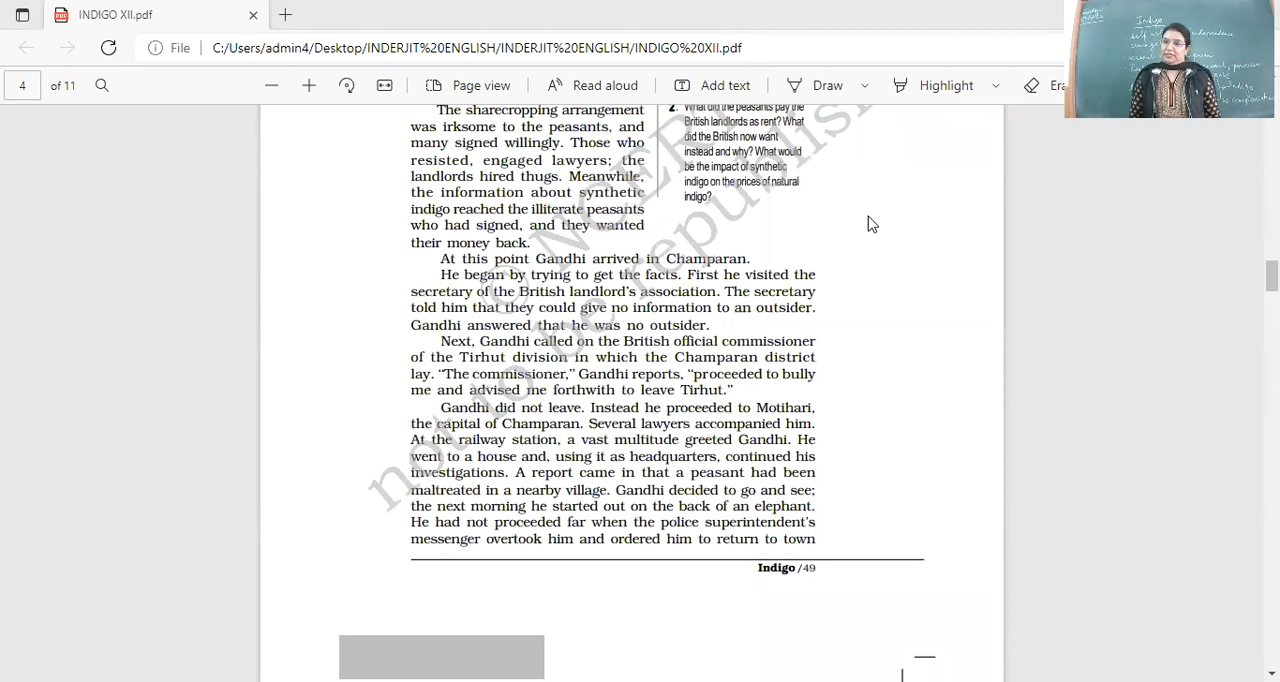 INDIGO XII.pdf
File C:/Users/admin4/Desktop/INDERJIT%20ENGLISH/INDERJIT%20ENGLISH/INDIGO%20XII.pdf
4 of 11 Page view Read aloud Add text Draw Highlight
The sharecropping arrangement
was irksome to the peasants, and
many signed willingly. Those who
resisted, engaged lawyers; the
landlords hired thugs. Meanwhile,
the information about synthetic
indigo reached the illiterate peasants
who had signed, and they wanted
their money back.
2. What did the peasants pay the
British landlords as rent? What
did the British now want
instead and why? What would
be the impact of synthetic
indigo on the prices of natural
indigo?
At this point Gandhi arrived in Champaran.
He began by trying to get the facts. First he visited the
secretary of the British landlord's association. The secretary
told him that they could give no information to an outsider.
Gandhi answered that he was no outsider.
Next, Gandhi called on the British official commissioner
of the Tirhut division in which the Champaran district
lay. “The commissioner,” Gandhi reports, “proceeded to bully
me and advised me forthwith to leave Tirhut.”
Gandhi did not leave. Instead he proceeded to Motihari,
the capital of Champaran. Several lawyers accompanied him.
At the railway station, a vast multitude greeted Gandhi. He
went to a house and, using it as headquarters, continued his
investigations. A report came in that a peasant had been
maltreated in a nearby village. Gandhi decided to go and see;
the next morning he started out on the back of an elephant.
He had not proceeded far when the police superintendent's
messenger overtook him and ordered him to return to town
Indigo /49
© NCERT
not to be republish
Indigo